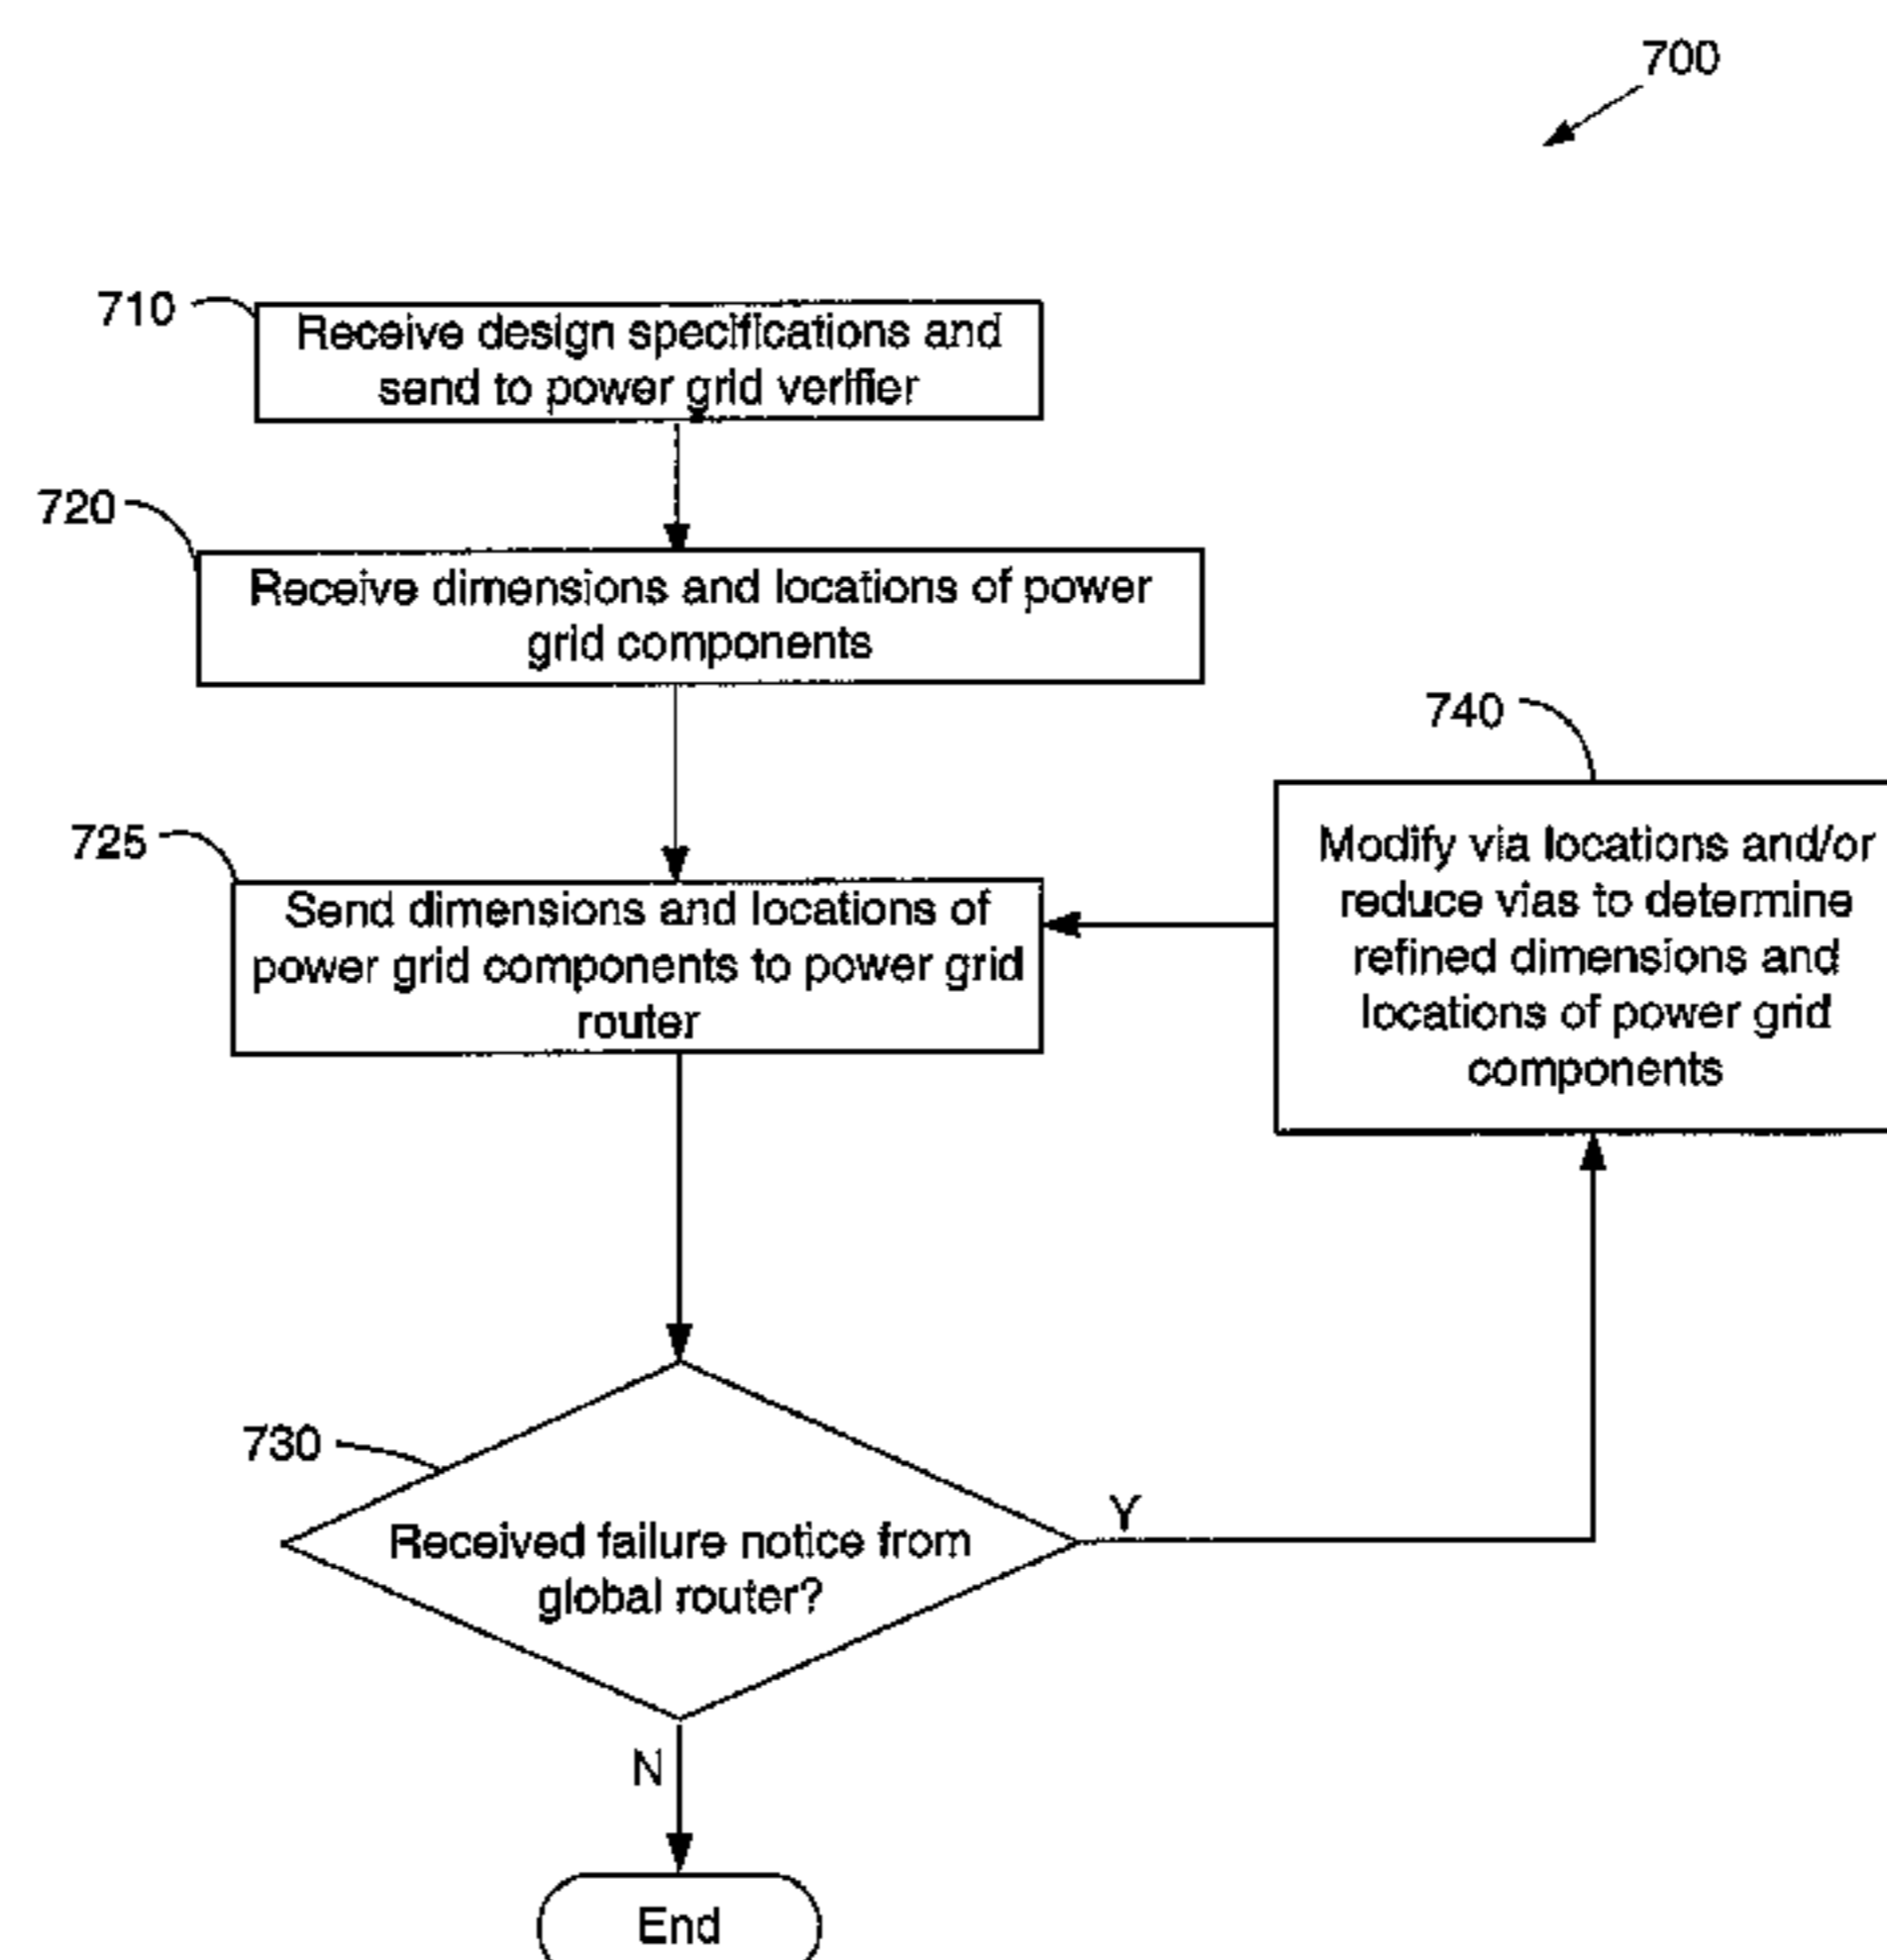 700
710
Receive design specifications and
send to power grid verifier
720
Receive dimensions and locations of power
grid components
740
Modify via locations and/or
reduce vias to determine
refined dimensions and
locations of power grid
components
725
Send dimensions and locations of
power grid components to power grid
router
730
Received failure notice from
global router?
Y
N
End